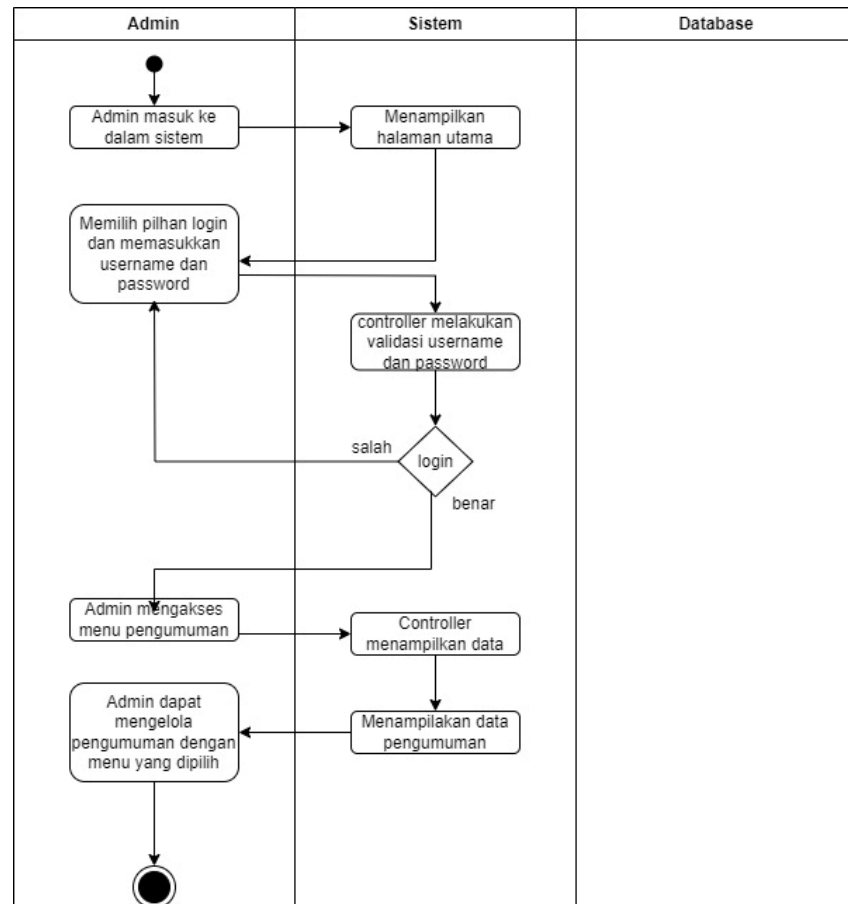 Admin
Sistem
Database
Admin masuk ke
dalam sistem
Menampilkan
halaman utama
Memilih pilhan login
dan memasukkan
username dan
password
controller melakukan
validasi username
dan password
salah
login
benar
Admin mengakses
menu pengumuman
Controller
menampilkan data
Admin dapat
mengelola
pengumuman dengan
menu yang dipilih
Menampilakan data
pengumuman